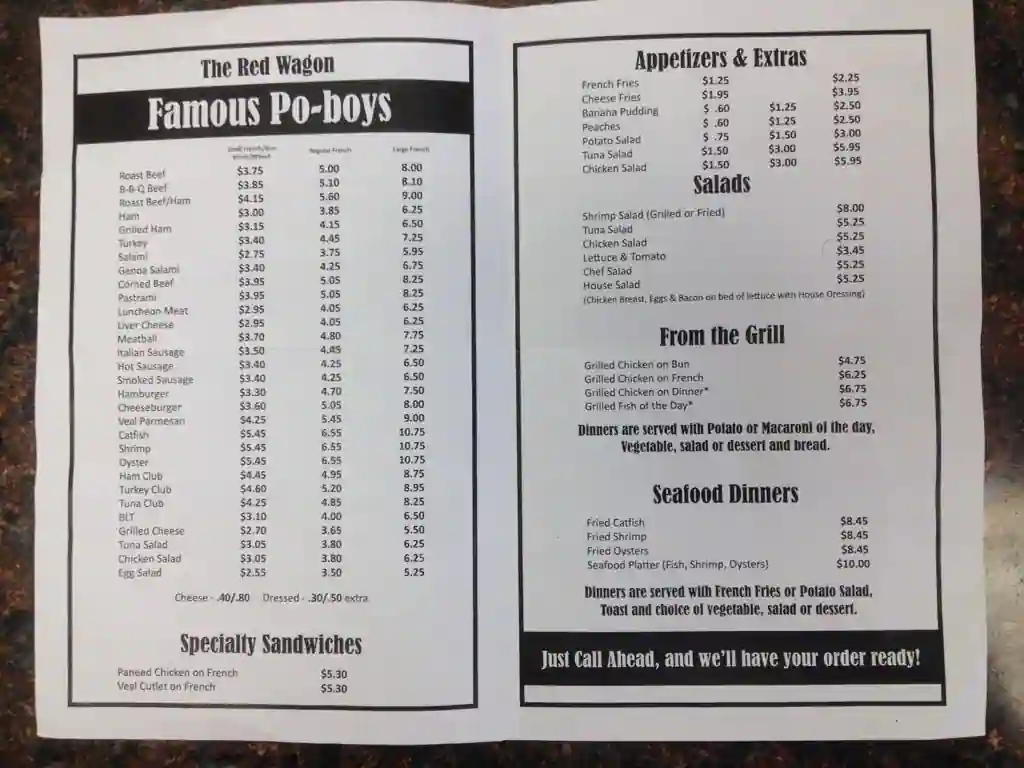 The Red Wagon
Famous Po-boys
Small French/Bun Regular French Large French
White/Wheat
Roast Beef $3.75 5.00 8.00
B-B-Q Beef $3.85 5.10 8.10
Roast Beef/Ham $4.15 5.60 9.00
Ham $3.00 3.85 6.25
Grilled Ham $3.15 4.15 6.50
Turkey $3.40 4.45 7.25
Salami $2.75 3.75 5.95
Genoa Salami $3.40 4.25 6.75
Corned Beef $3.95 5.05 8.25
Pastrami $3.95 5.05 8.25
Luncheon Meat $2.95 4.05 6.25
Liver Cheese $2.95 4.05 6.25
Meatball $3.70 4.80 7.75
Italian Sausage $3.50 4.45 7.25
Hot Sausage $3.40 4.25 6.50
Smoked Sausage $3.40 4.25 6.50
Hamburger $3.30 4.70 7.50
Cheeseburger $3.60 5.05 8.00
Veal Parmesan $4.25 5.45 9.00
Catfish $5.45 6.55 10.75
Shrimp $5.45 6.55 10.75
Oyster $5.45 6.55 10.75
Ham Club $4.45 4.95 8.75
Turkey Club $4.60 5.20 8.95
Tuna Club $4.25 4.85 8.25
BLT $3.10 4.00 6.50
Grilled Cheese $2.70 3.65 5.50
Tuna Salad $3.05 3.80 6.25
Chicken Salad $3.05 3.80 6.25
Egg Salad $2.55 3.50 5.25
Cheese - .40/.80 Dressed - .30/.50 extra
Specialty Sandwiches
Paneed Chicken on French $5.30
Veal Cutlet on French $5.30
Appetizers & Extras
French Fries $1.25 $2.25
Cheese Fries $1.95 $3.95
Banana Pudding $ .60 $1.25 $2.50
Peaches $ .60 $1.25 $2.50
Potato Salad $ .75 $1.50 $3.00
Tuna Salad $1.50 $3.00 $5.95
Chicken Salad $1.50 $3.00 $5.95
Salads
Shrimp Salad (Grilled or Fried) $8.00
Tuna Salad $5.25
Chicken Salad $5.25
Lettuce & Tomato $3.45
Chef Salad $5.25
House Salad $5.25
(Chicken Breast, Eggs & Bacon on bed of lettuce with House Dressing)
From the Grill
Grilled Chicken on Bun $4.75
Grilled Chicken on French $6.25
Grilled Chicken on Dinner* $6.75
Grilled Fish of the Day* $6.75
Dinners are served with Potato or Macaroni of the day,
Vegetable, salad or dessert and bread.
Seafood Dinners
Fried Catfish $8.45
Fried Shrimp $8.45
Fried Oysters $8.45
Seafood Platter (Fish, Shrimp, Oysters) $10.00
Dinners are served with French Fries or Potato Salad,
Toast and choice of vegetable, salad or dessert.
Just Call Ahead, and we'll have your order ready!